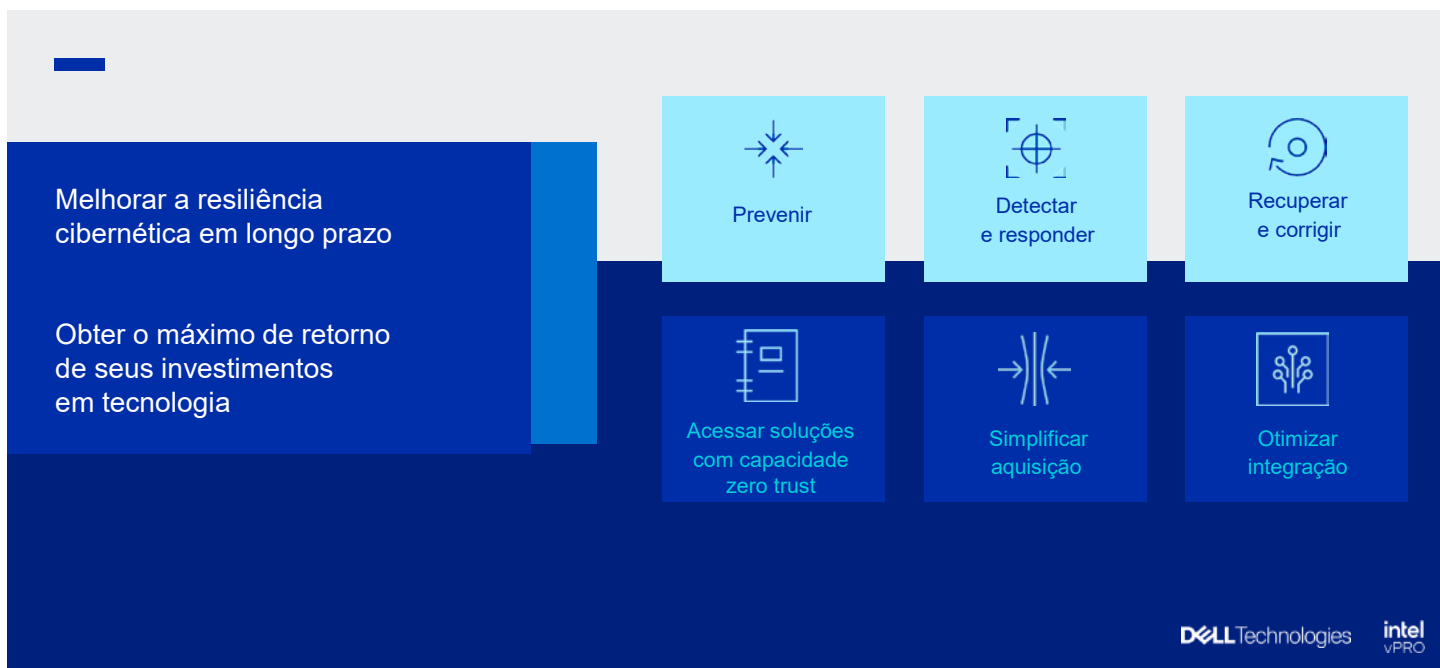 Melhorar a resiliência
cibernética em longo prazo
Obter o máximo de retorno
de seus investimentos
em tecnologia
Prevenir
Detectar
e responder
Recuperar
e corrigir
Acessar soluções
com capacidade
zero trust
Simplificar
aquisição
Otimizar
integração
DELLTechnologies
intel
vPRO